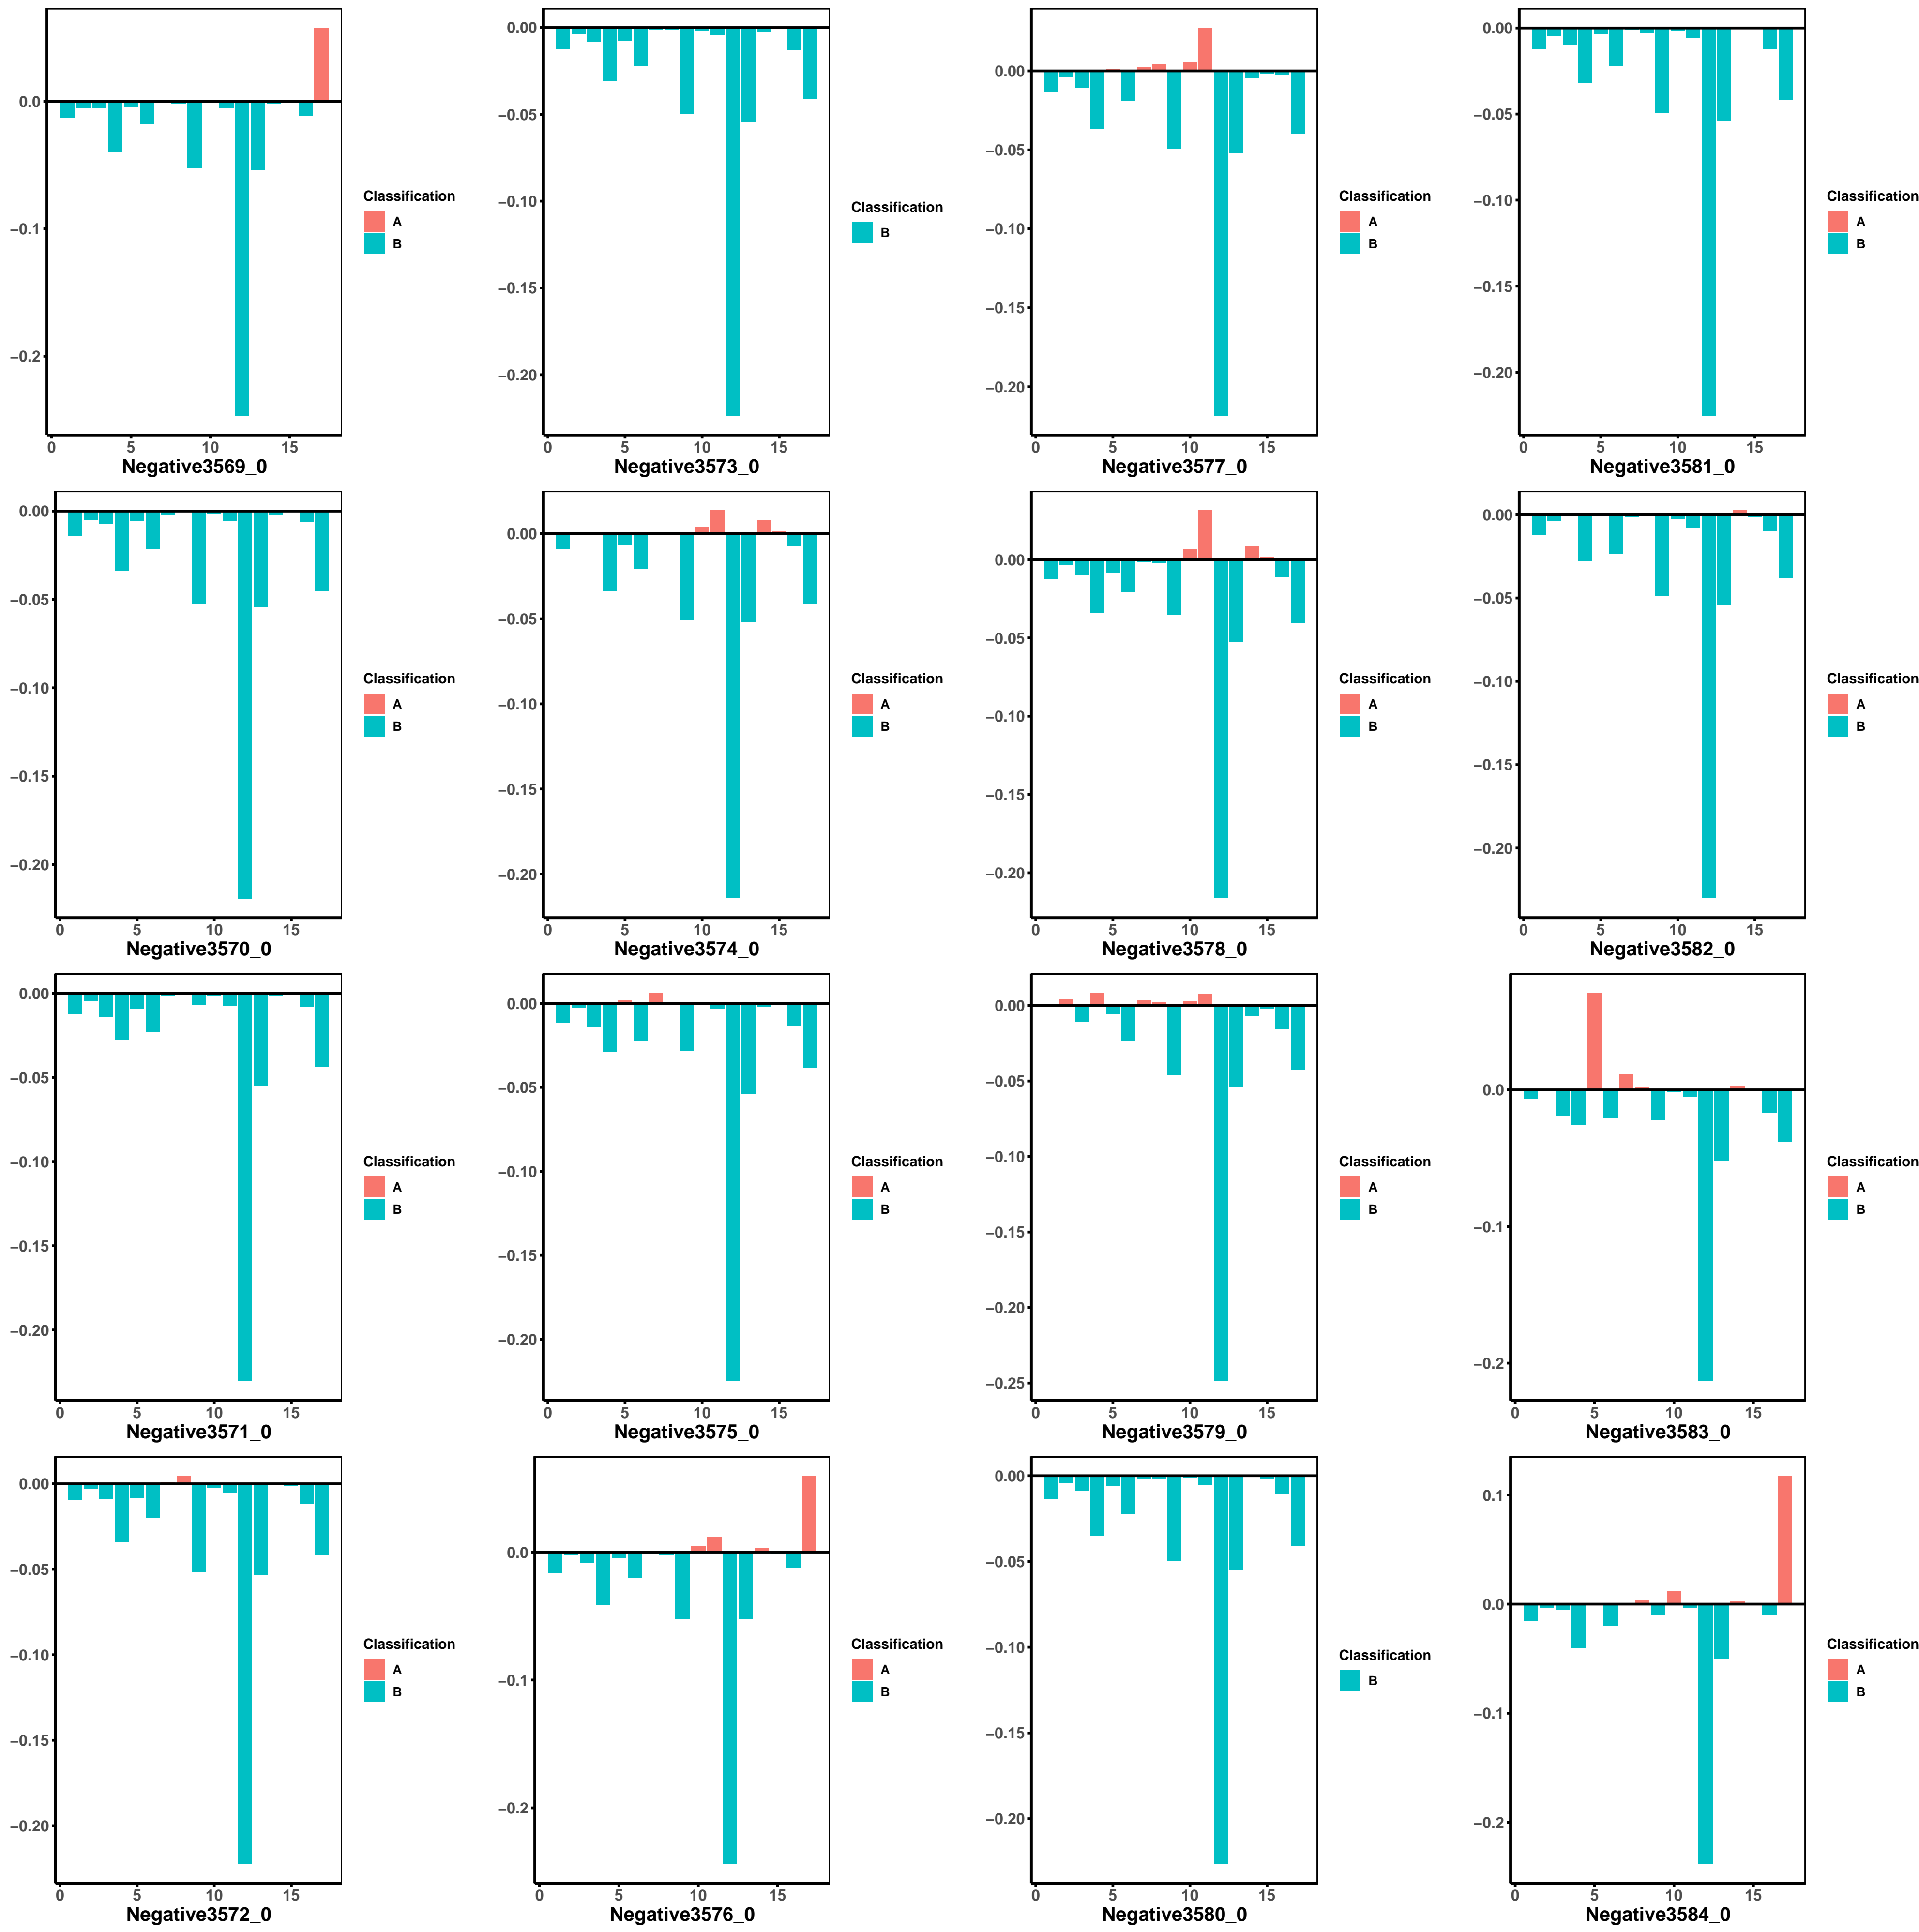 0.0
−0.1
−0.2
0 5 10 15
Negative3569_0
Classification
A
B
0.00
−0.05
−0.10
−0.15
−0.20
0 5 10 15
Negative3573_0
Classification
B
0.00
−0.05
−0.10
−0.15
−0.20
0 5 10 15
Negative3577_0
Classification
A
B
0.00
−0.05
−0.10
−0.15
−0.20
0 5 10 15
Negative3581_0
Classification
A
B
0.00
−0.05
−0.10
−0.15
−0.20
0 5 10 15
Negative3570_0
Classification
A
B
0.00
−0.05
−0.10
−0.15
−0.20
0 5 10 15
Negative3574_0
Classification
A
B
0.00
−0.05
−0.10
−0.15
−0.20
0 5 10 15
Negative3578_0
Classification
A
B
0.00
−0.05
−0.10
−0.15
−0.20
0 5 10 15
Negative3582_0
Classification
A
B
0.00
−0.05
−0.10
−0.15
−0.20
0 5 10 15
Negative3571_0
Classification
A
B
0.00
−0.05
−0.10
−0.15
−0.20
0 5 10 15
Negative3575_0
Classification
A
B
0.00
−0.05
−0.10
−0.15
−0.20
−0.25
0 5 10 15
Negative3579_0
Classification
A
B
0.0
−0.1
−0.2
0 5 10 15
Negative3583_0
Classification
A
B
0.00
−0.05
−0.10
−0.15
−0.20
0 5 10 15
Negative3572_0
Classification
A
B
0.0
−0.1
−0.2
0 5 10 15
Negative3576_0
Classification
A
B
0.00
−0.05
−0.10
−0.15
−0.20
0 5 10 15
Negative3580_0
Classification
B
0.1
0.0
−0.1
−0.2
0 5 10 15
Negative3584_0
Classification
A
B